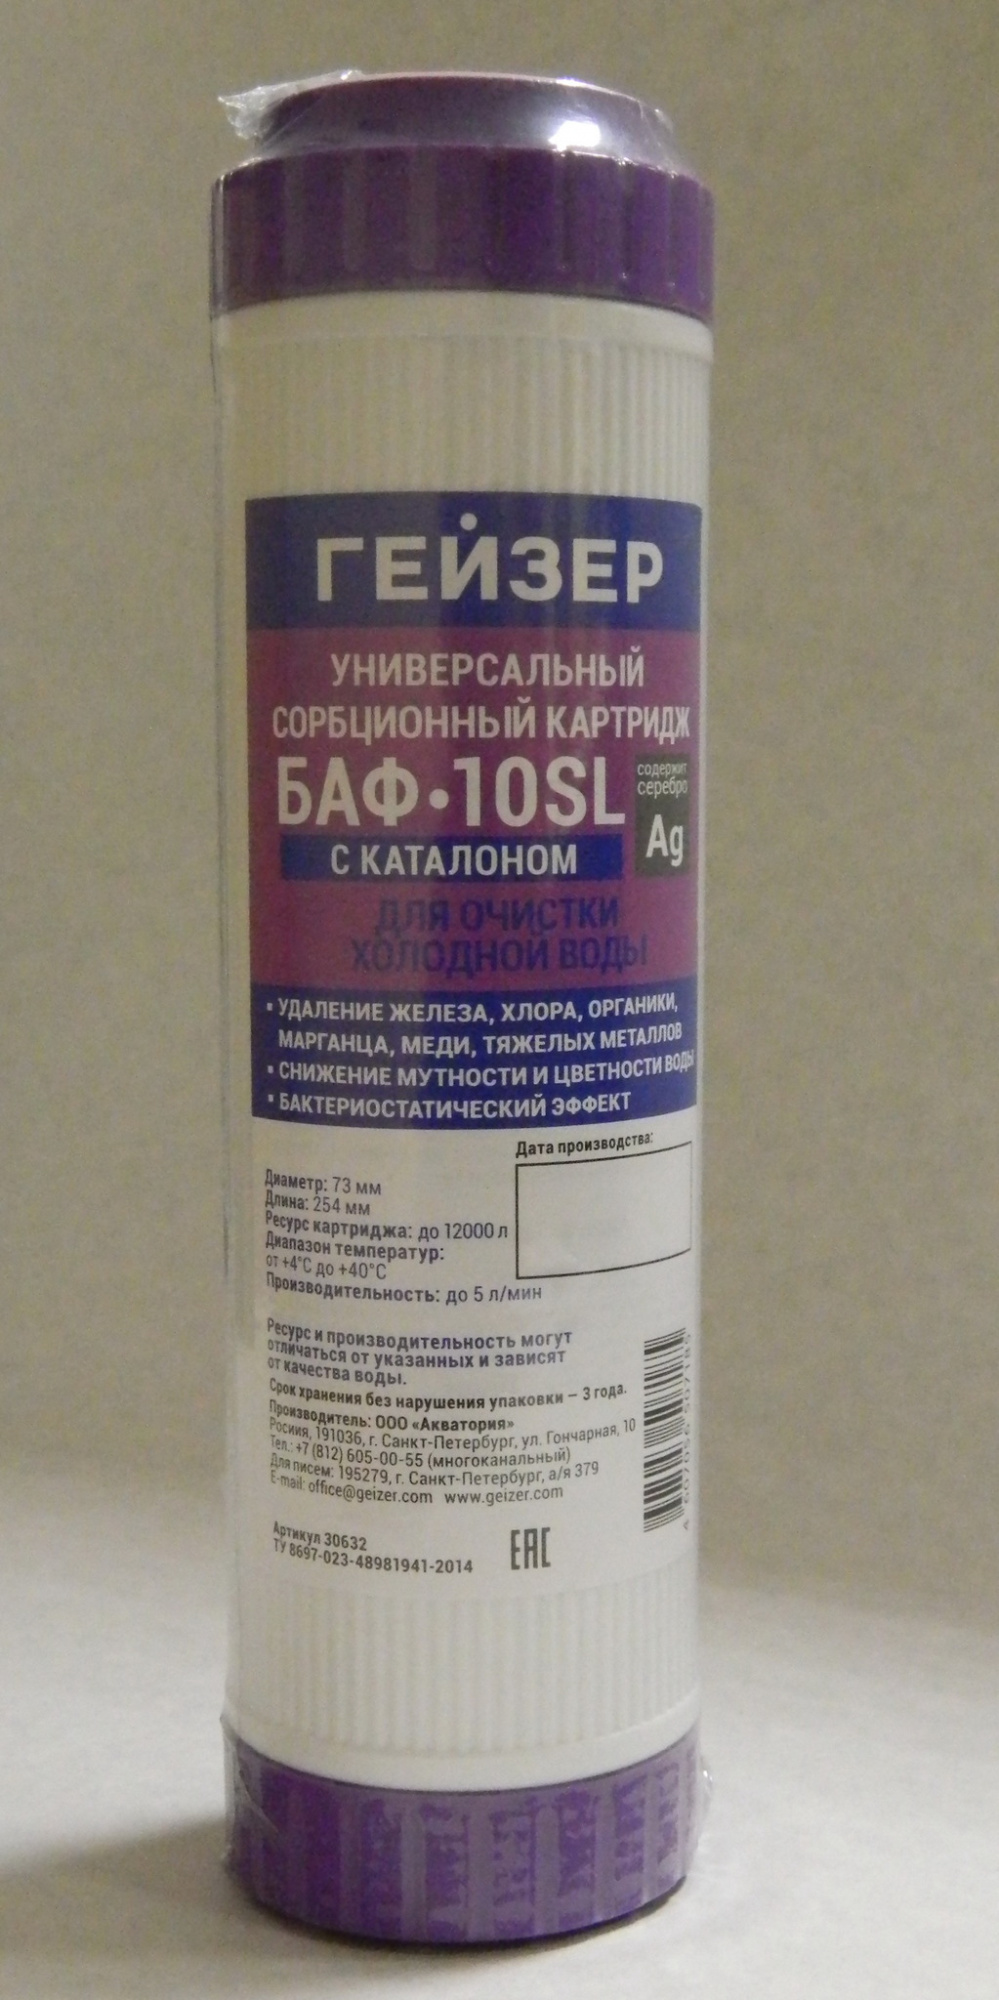 ГЕЙЗЕР
УНИВЕРСАЛЬНЫЙ
СОРБЦИОННЫЙ КАРТРИДЖ
БАФ•10SL
содержит
серебро
Ag
С КАТАЛОНОМ
ДЛЯ ОЧИСТКИ
ХОЛОДНОЙ ВОДЫ
▪ УДАЛЕНИЕ ЖЕЛЕЗА, ХЛОРА, ОРГАНИКИ,
МАРГАНЦА, МЕДИ, ТЯЖЕЛЫХ МЕТАЛЛОВ
▪ СНИЖЕНИЕ МУТНОСТИ И ЦВЕТНОСТИ ВОДЫ
▪ БАКТЕРИОСТАТИЧЕСКИЙ ЭФФЕКТ
Дата производства:
Диаметр: 73 мм
Длина: 254 мм
Ресурс картриджа: до 12000 л
Диапазон температур:
от +4°С до +40°С
Производительность: до 5 л/мин
Ресурс и производительность могут
отличаться от указанных и зависят
от качества воды.
Срок хранения без нарушения упаковки – 3 года.
Производитель: ООО «Акватория»
Росиия, 191036, г. Санкт-Петербург, ул. Гончарная, 10
Тел.: +7 (812) 605-00-55 (многоканальный)
Для писем: 195279, г. Санкт-Петербург, а/я 379
E-mail: office@geizer.com www.geizer.com
Артикул 30632
ТУ 8697-023-48981941-2014
EAC